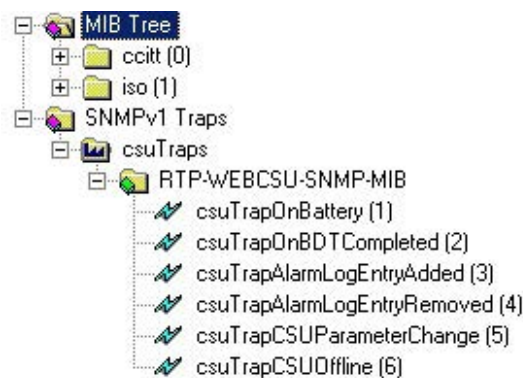 MIB Tree
ccitt (0)
iso (1)
SNMPv1 Traps
csuTraps
RTP-WEBCSU-SNMP-MIB
csuTrapOnBattery (1)
csuTrapOnBDTCompleted (2)
csuTrapAlarmLogEntryAdded (3)
csuTrapAlarmLogEntryRemoved (4)
csuTrapCSUParameterChange (5)
csuTrapCSUOffline (6)